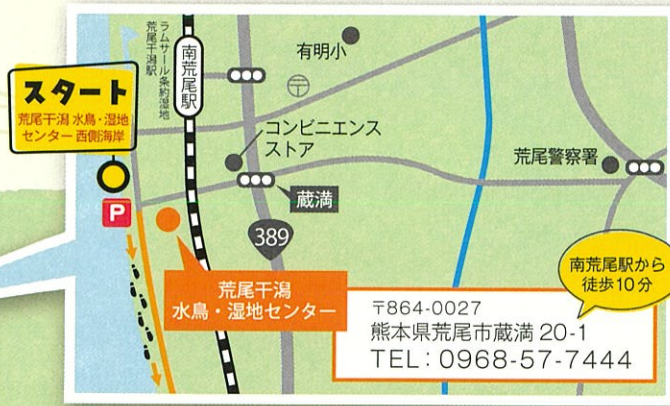 スタート
荒尾干潟 水鳥・湿地
センター 西側海岸
P
ラムサール条約湿地
荒尾干潟駅
南荒尾駅
有明小
〒
コンビニエンス
ストア
蔵満
389
荒尾警察署
荒尾干潟
水鳥・湿地センター
南荒尾駅から
徒歩10分
〒864-0027
熊本県荒尾市蔵満 20-1
TEL:0968-57-7444